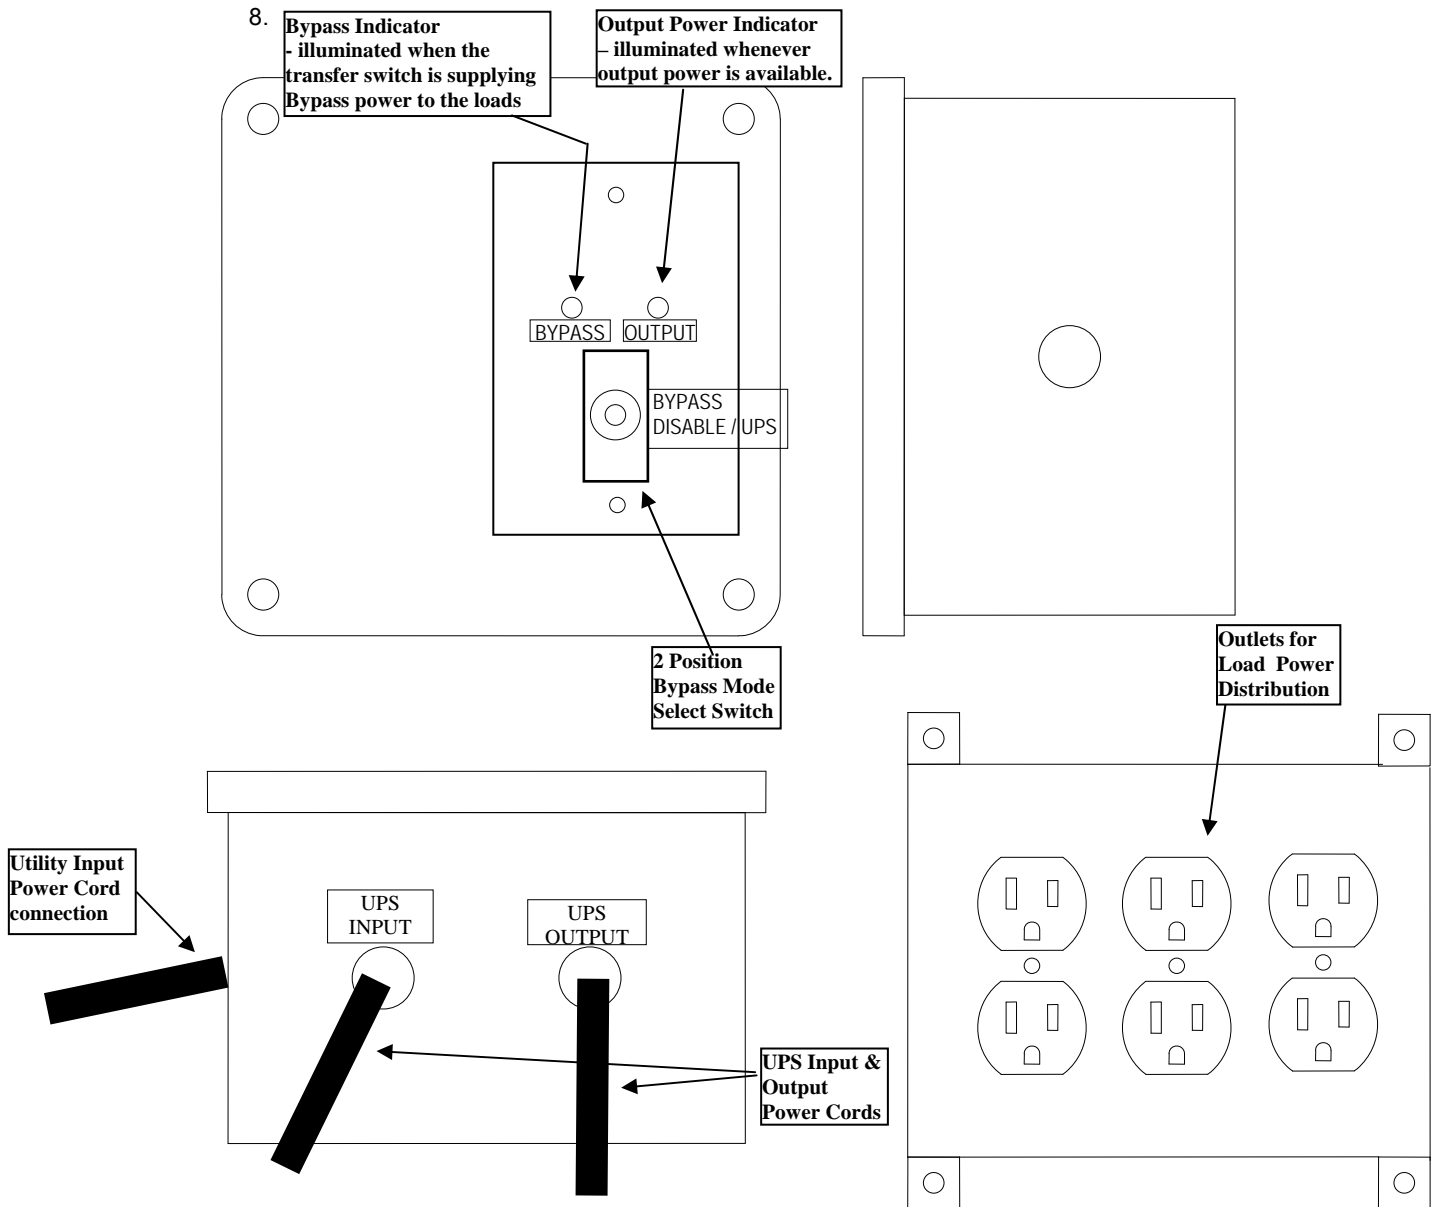 8.
Bypass Indicator
- illuminated when the
transfer switch is supplying
Bypass power to the loads
Output Power Indicator
– illuminated whenever
output power is available.
BYPASS
OUTPUT
BYPASS
DISABLE / UPS
2 Position
Bypass Mode
Select Switch
Outlets for
Load Power
Distribution
Utility Input
Power Cord
connection
UPS
INPUT
UPS
OUTPUT
UPS Input &
Output
Power Cords